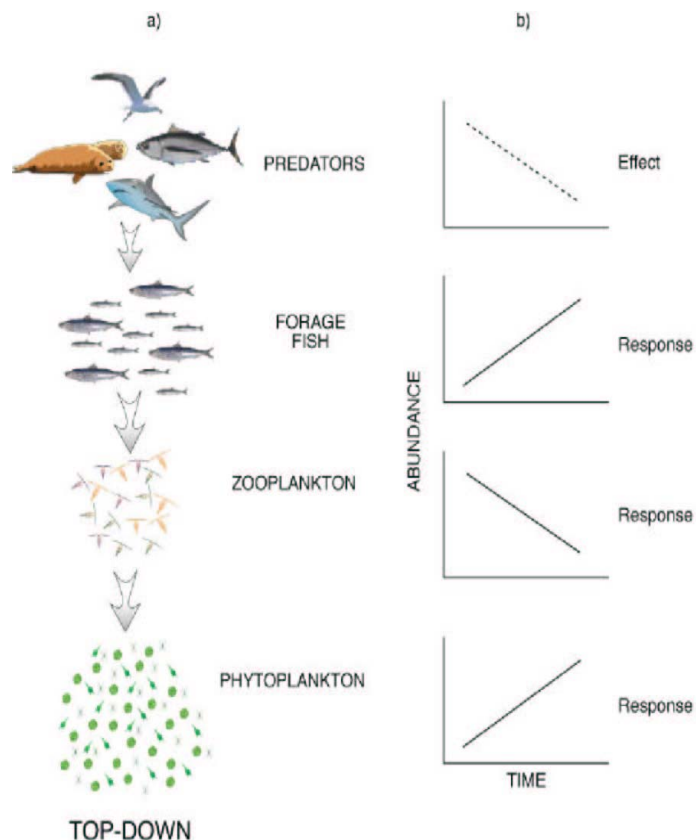 a)
b)
PREDATORS
Effect
FORAGE
FISH
Response
ABUNDANCE
ZOOPLANKTON
Response
PHYTOPLANKTON
Response
TIME
TOP-DOWN